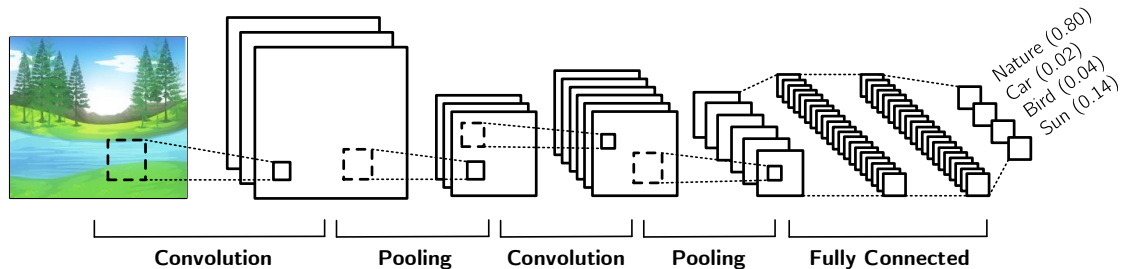 Nature (0.80)
Car (0.02)
Bird (0.04)
Sun (0.14)
Convolution
Pooling
Convolution
Pooling
Fully Connected